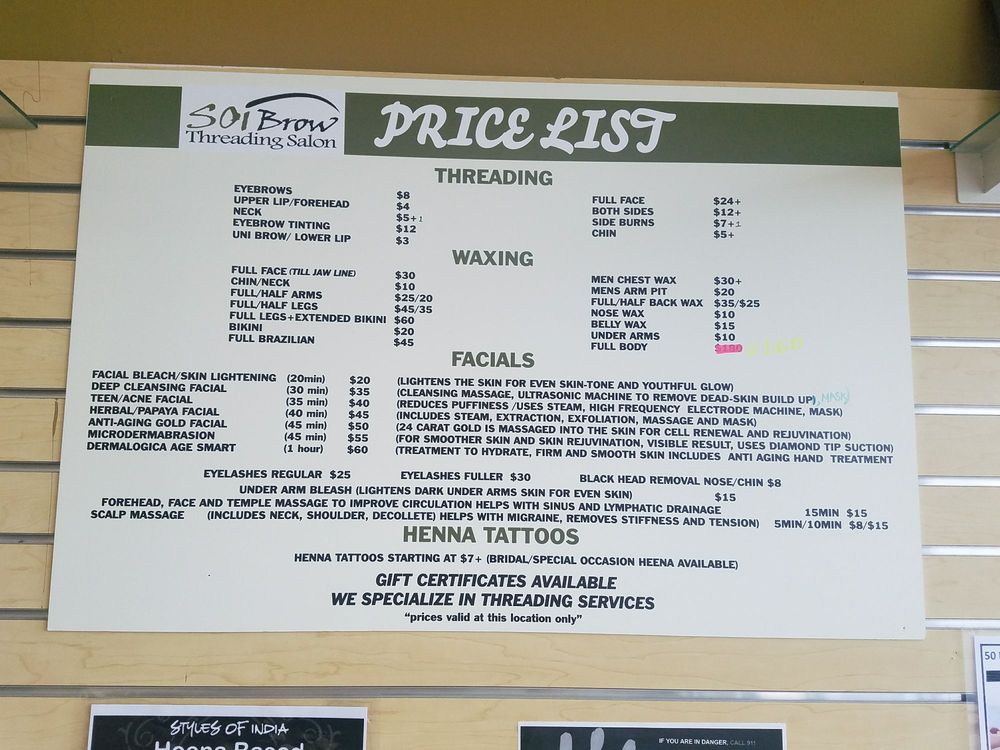 SOI Brow
Threading Salon
PRICE LIST
THREADING
EYEBROWS $8
UPPER LIP/FOREHEAD $4
NECK $5+1
EYEBROW TINTING $12
UNI BROW/ LOWER LIP $3
FULL FACE $24+
BOTH SIDES $12+
SIDE BURNS $7+1
CHIN $5+
WAXING
FULL FACE (TILL JAW LINE) $30
CHIN/NECK $10
FULL/HALF ARMS $25/20
FULL/HALF LEGS $45/35
FULL LEGS+EXTENDED BIKINI $60
BIKINI $20
FULL BRAZILIAN $45
MEN CHEST WAX $30+
MENS ARM PIT $20
FULL/HALF BACK WAX $35/$25
NOSE WAX $10
BELLY WAX $15
UNDER ARMS $10
FULL BODY $160
FACIALS
FACIAL BLEACH/SKIN LIGHTENING (20min) $20 (LIGHTENS THE SKIN FOR EVEN SKIN-TONE AND YOUTHFUL GLOW)
DEEP CLEANSING FACIAL (30 min) $35 (CLEANSING MASSAGE, ULTRASONIC MACHINE TO REMOVE DEAD-SKIN BUILD UP), MASK)
TEEN/ACNE FACIAL (35 min) $40 (REDUCES PUFFINESS /USES STEAM, HIGH FREQUENCY ELECTRODE MACHINE, MASK)
HERBAL/PAPAYA FACIAL (40 min) $45 (INCLUDES STEAM, EXTRACTION, EXFOLIATION, MASSAGE AND MASK)
ANTI-AGING GOLD FACIAL (45 min) $50 (24 CARAT GOLD IS MASSAGED INTO THE SKIN FOR CELL RENEWAL AND REJUVINATION)
MICRODERMABRASION (45 min) $55 (FOR SMOOTHER SKIN AND SKIN REJUVINATION, VISIBLE RESULT, USES DIAMOND TIP SUCTION)
DERMALOGICA AGE SMART (1 hour) $60 (TREATMENT TO HYDRATE, FIRM AND SMOOTH SKIN INCLUDES ANTI AGING HAND TREATMENT
EYELASHES REGULAR $25 EYELASHES FULLER $30 BLACK HEAD REMOVAL NOSE/CHIN $8
UNDER ARM BLEASH (LIGHTENS DARK UNDER ARMS SKIN FOR EVEN SKIN) $15
FOREHEAD, FACE AND TEMPLE MASSAGE TO IMPROVE CIRCULATION HELPS WITH SINUS AND LYMPHATIC DRAINAGE 15MIN $15
SCALP MASSAGE (INCLUDES NECK, SHOULDER, DECOLLETE) HELPS WITH MIGRAINE, REMOVES STIFFNESS AND TENSION) 5MIN/10MIN $8/$15
HENNA TATTOOS
HENNA TATTOOS STARTING AT $7+ (BRIDAL/SPECIAL OCCASION HEENA AVAILABLE)
GIFT CERTIFICATES AVAILABLE
WE SPECIALIZE IN THREADING SERVICES
"prices valid at this location only"
50
STYLES OF INDIA
Heena Based
IF YOU ARE IN DANGER, CALL 911